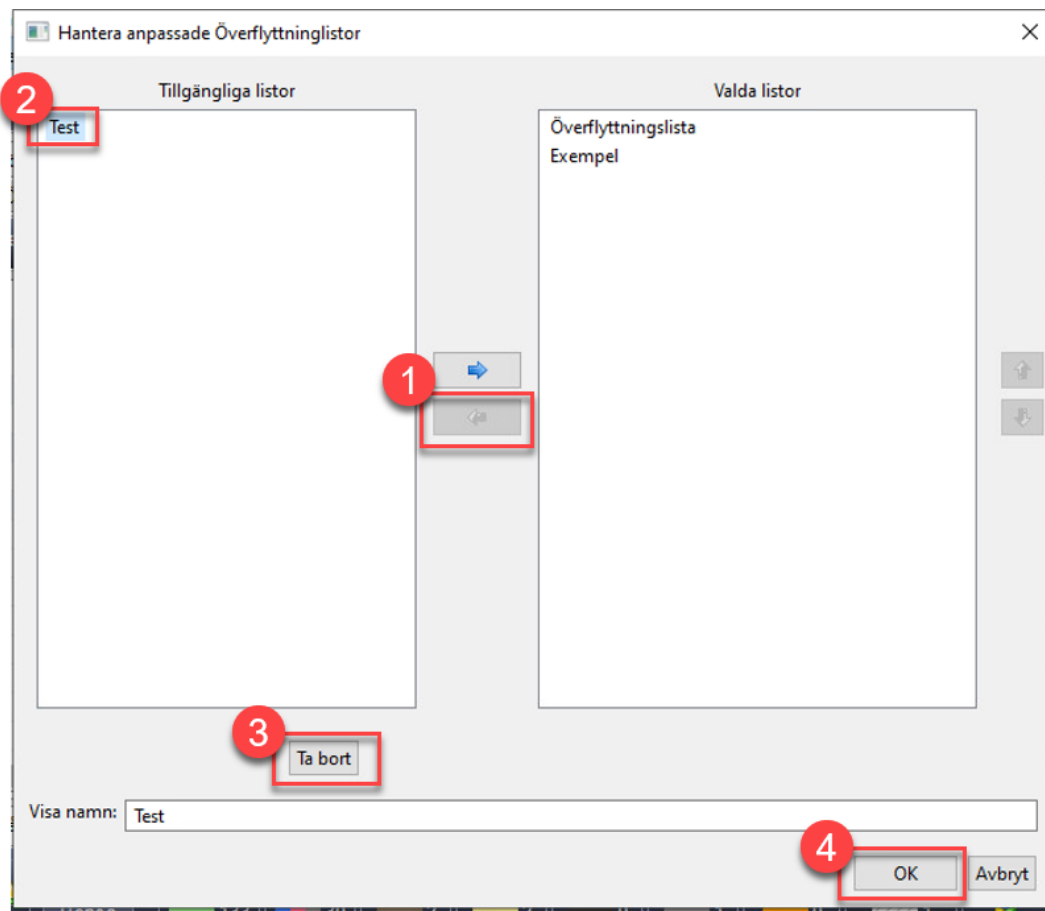 Hantera anpassade Överflyttninglistor
Tillgängliga listor
Valda listor
2
Test
Överflyttningslista
Exempel
1
3
Ta bort
Visa namn:
Test
4
OK
Avbryt